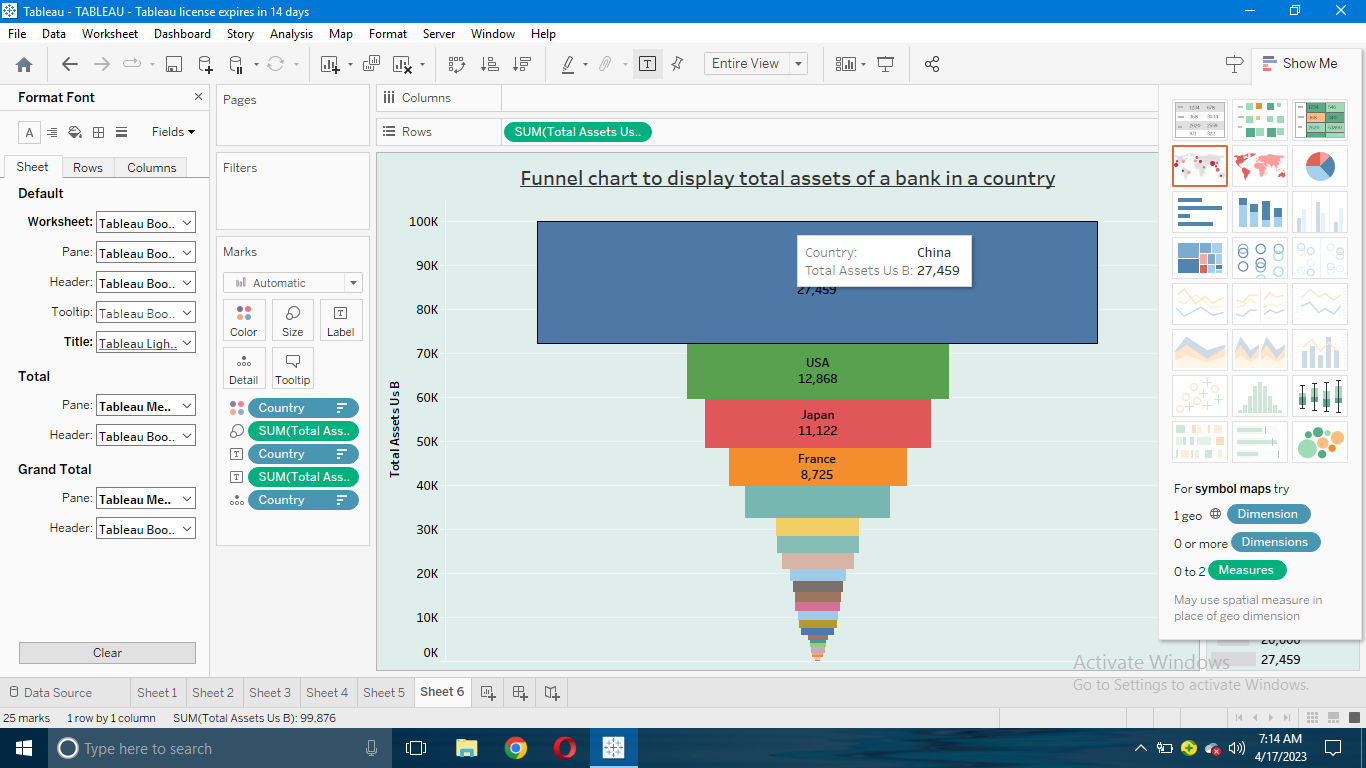 Tableau - TABLEAU - Tableau license expires in 14 days
File Data Worksheet Dashboard Story Analysis Map Format Server Window Help
Entire View
Show Me
Format Font
Fields
Sheet Rows Columns
Default
Worksheet: Tableau Boo..
Pane: Tableau Boo..
Header: Tableau Boo..
Tooltip: Tableau Boo..
Title: Tableau Ligh..
Total
Pane: Tableau Me..
Header: Tableau Boo..
Grand Total
Pane: Tableau Me..
Header: Tableau Boo..
Clear
Pages
Filters
Marks
Automatic
Color Size Label
Detail Tooltip
Country
SUM(Total Ass..
Country
SUM(Total Ass..
Country
Columns
Rows SUM(Total Assets Us..
Funnel chart to display total assets of a bank in a country
Total Assets Us B
100K
90K
80K
70K
60K
50K
40K
30K
20K
10K
0K
Country: China
Total Assets Us B: 27,459
27,459
USA
12,868
Japan
11,122
France
8,725
For symbol maps try
1 geo Dimension
0 or more Dimensions
0 to 2 Measures
May use spatial measure in
place of geo dimension
27,459
Activate Windows
Go to Settings to activate Windows.
Data Source Sheet 1 Sheet 2 Sheet 3 Sheet 4 Sheet 5 Sheet 6
25 marks 1 row by 1 column SUM(Total Assets Us B): 99,876
Type here to search
7:14 AM
4/17/2023